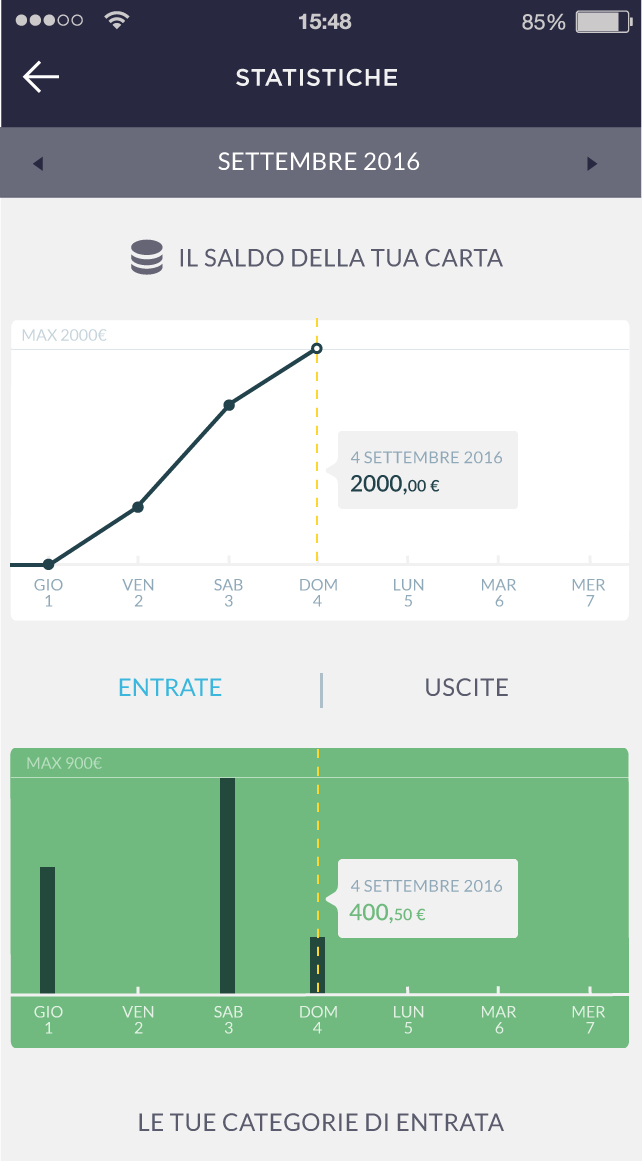 15:48
85%
STATISTICHE
SETTEMBRE 2016
IL SALDO DELLA TUA CARTA
MAX 2000€
4 SETTEMBRE 2016
2000,00 €
GIO VEN SAB DOM LUN MAR MER
1 2 3 4 5 6 7
ENTRATE | USCITE
MAX 900€
4 SETTEMBRE 2016
400,50 €
GIO VEN SAB DOM LUN MAR MER
1 2 3 4 5 6 7
LE TUE CATEGORIE DI ENTRATA